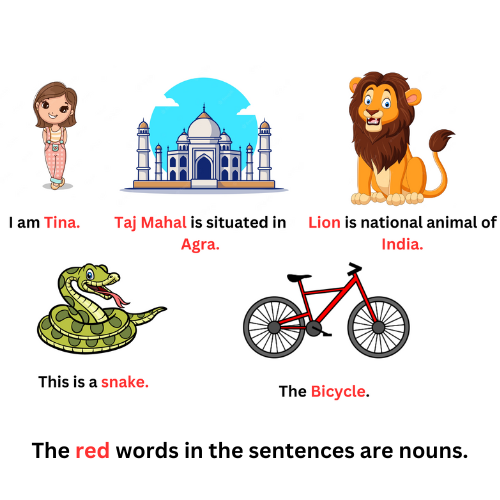 I am Tina.
Taj Mahal is situated in
Agra.
Lion is national animal of
India.
This is a snake.
The Bicycle.
The red words in the sentences are nouns.